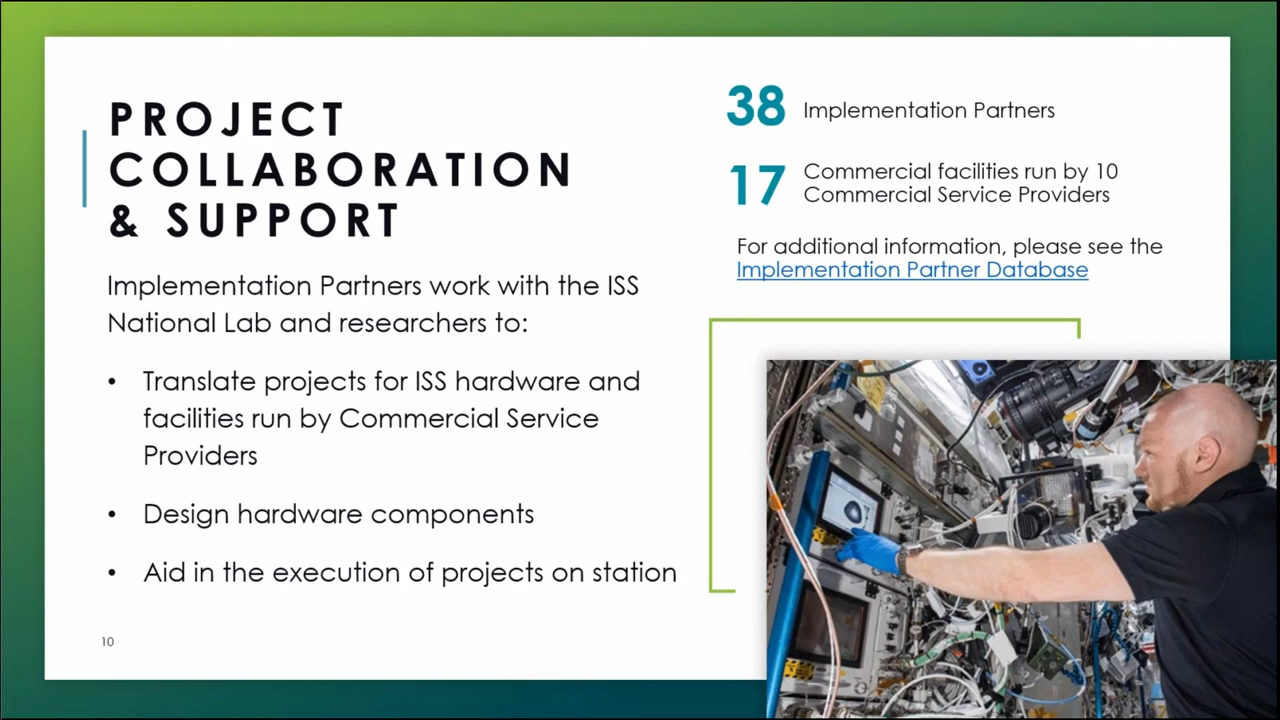 PROJECT
COLLABORATION
& SUPPORT
Implementation Partners work with the ISS
National Lab and researchers to:
• Translate projects for ISS hardware and
facilities run by Commercial Service
Providers
• Design hardware components
• Aid in the execution of projects on station
10
38 Implementation Partners
17 Commercial facilities run by 10
Commercial Service Providers
For additional information, please see the
Implementation Partner Database